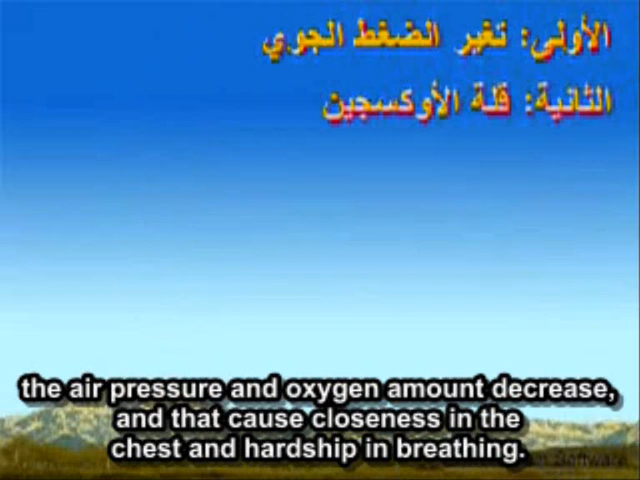 الأولى: تغير الضغط الجوي
الثانية: قلة الأوكسجين
the air pressure and oxygen amount decrease,
and that cause closeness in the
chest and hardship in breathing.